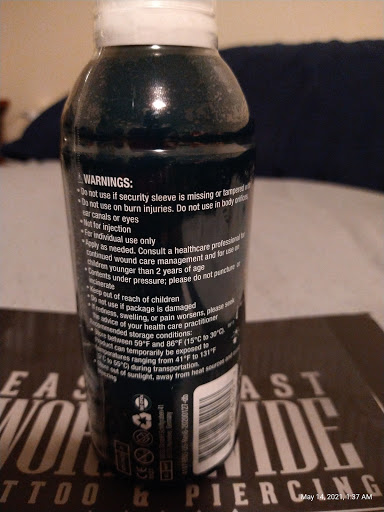 ⚠WARNINGS:
• Do not use if security sleeve is missing or tampered
• Do not use on burn injuries. Do not use in body orifices,
ear canals or eyes
• Not for injection
• For individual use only
• Apply as needed. Consult a healthcare professional for
continued wound care management and for use on
children younger than 2 years of age
• Contents under pressure; please do not puncture or
incinerate
• Keep out of reach of children
• Do not use if package is damaged
• If redness, swelling, or pain worsens, please seek
the advice of your health care practitioner
Recommended storage conditions:
Store between 59°F and 86°F (15°C to 30°C).
Product can temporarily be exposed to
temperatures ranging from 41°F to 131°F
to 55°C) during transportation.
out of sunlight, away from heat sources and
Germany
EAST
WORLDWIDE
TTOO & PIERCING
May 14, 2021, 1:37 AM